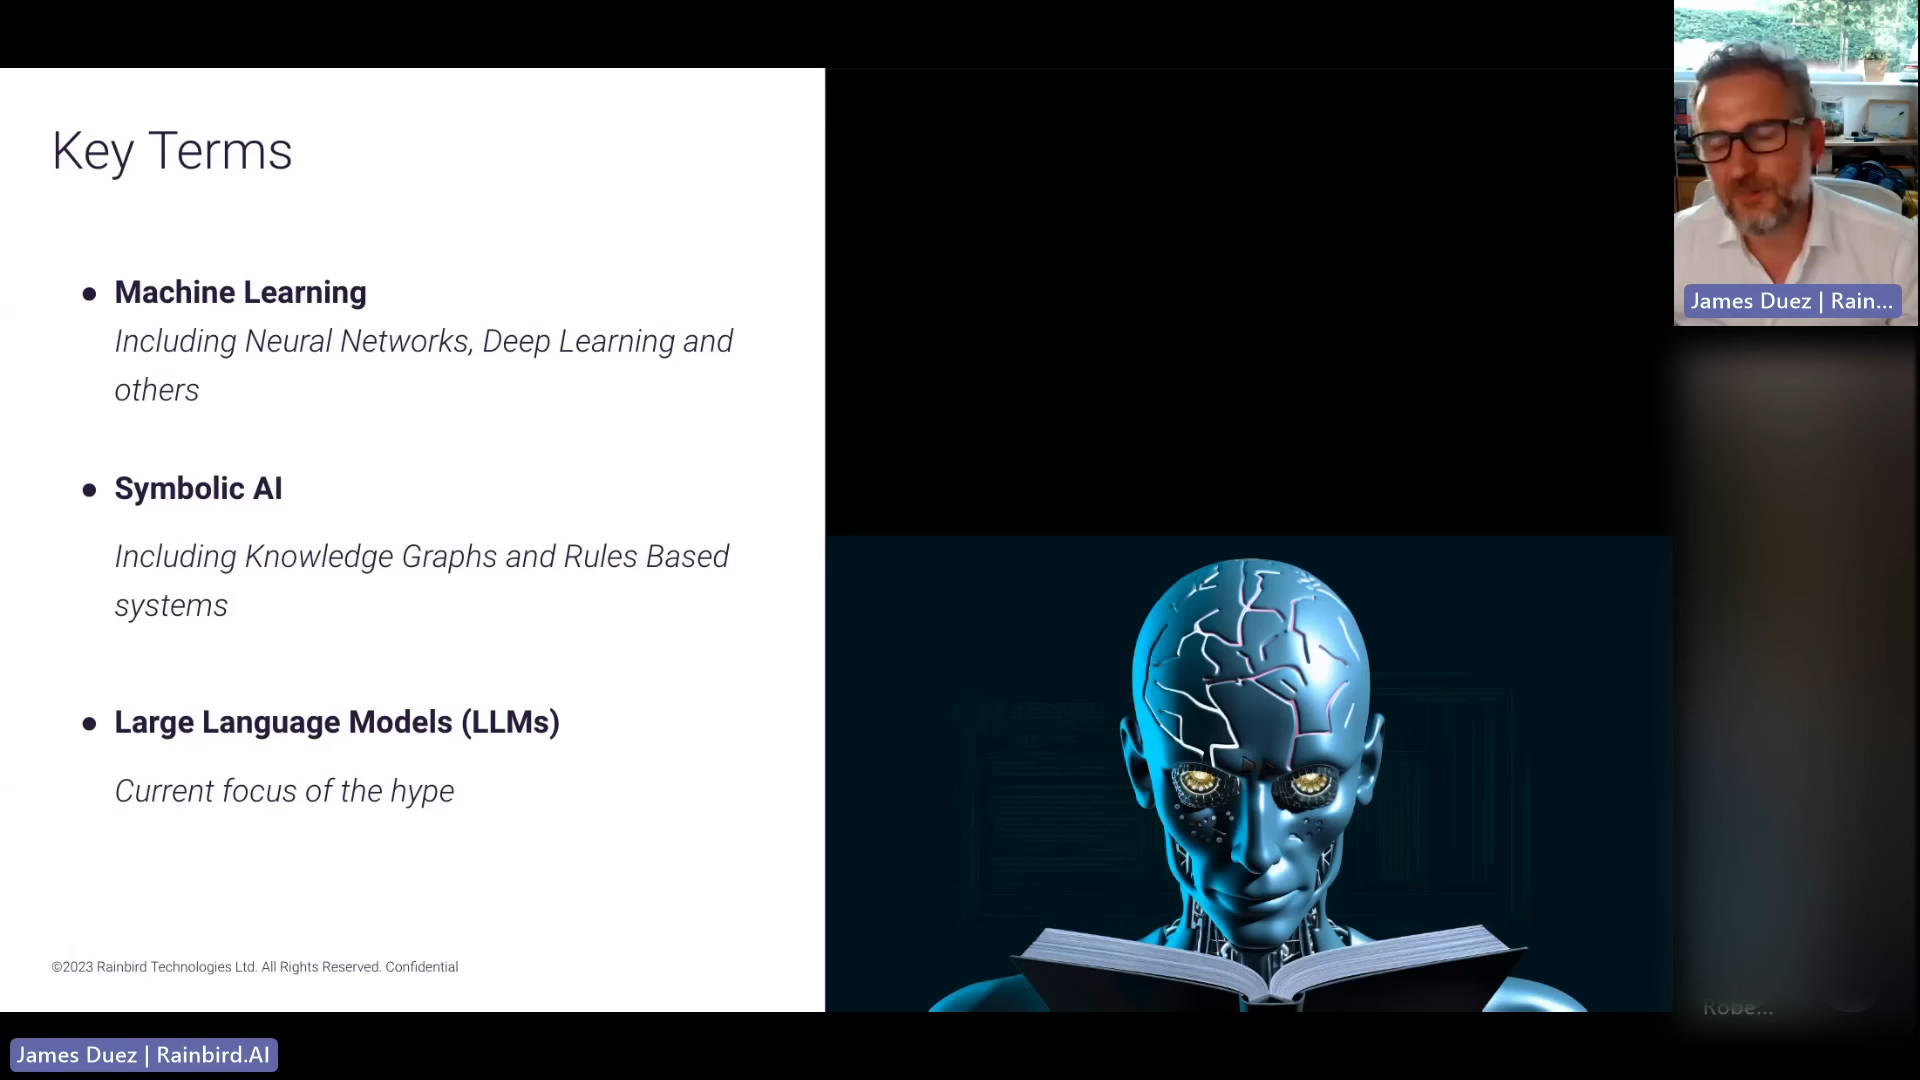 Key Terms
● Machine Learning
Including Neural Networks, Deep Learning and
others
● Symbolic AI
Including Knowledge Graphs and Rules Based
systems
● Large Language Models (LLMs)
Current focus of the hype
©2023 Rainbird Technologies Ltd. All Rights Reserved. Confidential
James Duez | Rain...
Robe...
James Duez | Rainbird.AI